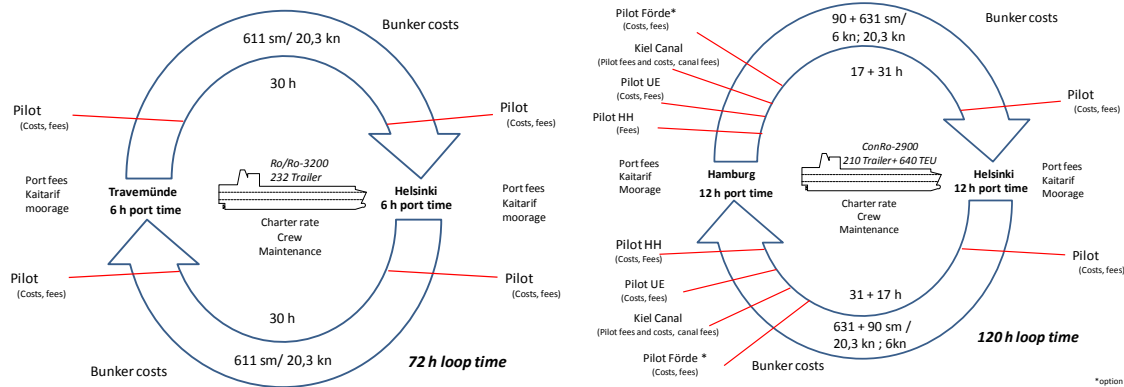 Bunker costs
611 sm/ 20,3 kn
30 h
Pilot
(Costs, fees)
Pilot
(Costs, fees)
Ro/Ro-3200
232 Trailer
Port fees
Kaitarif
moorage
Travemünde
6 h port time
Helsinki
6 h port time
Port fees
Kaitarif
moorage
Charter rate
Crew
Maintenance
Pilot
(Costs, fees)
Pilot
(Costs, fees)
30 h
611 sm/ 20,3 kn
72 h loop time
Bunker costs
Pilot Förde*
(Costs, fees)
90 + 631 sm/
6 kn; 20,3 kn
Bunker costs
Kiel Canal
(Pilot fees and costs, canal fees)
17 + 31 h
Pilot UE
(Costs, Fees)
Pilot HH
(Fees)
Pilot
(Costs, fees)
ConRo-2900
210 Trailer+ 640 TEU
Port fees
Kaitarif
Moorage
Hamburg
12 h port time
Helsinki
12 h port time
Port fees
Kaitarif
Moorage
Charter rate
Crew
Maintenance
Pilot HH
(Costs, Fees)
Pilot
(Costs, fees)
Pilot UE
(Costs, Fees)
31 + 17 h
Kiel Canal
(Pilot fees and costs, canal fees)
631 + 90 sm /
20,3 kn ; 6kn
120 h loop time
Pilot Förde *
(Costs, fees)
Bunker costs
*option